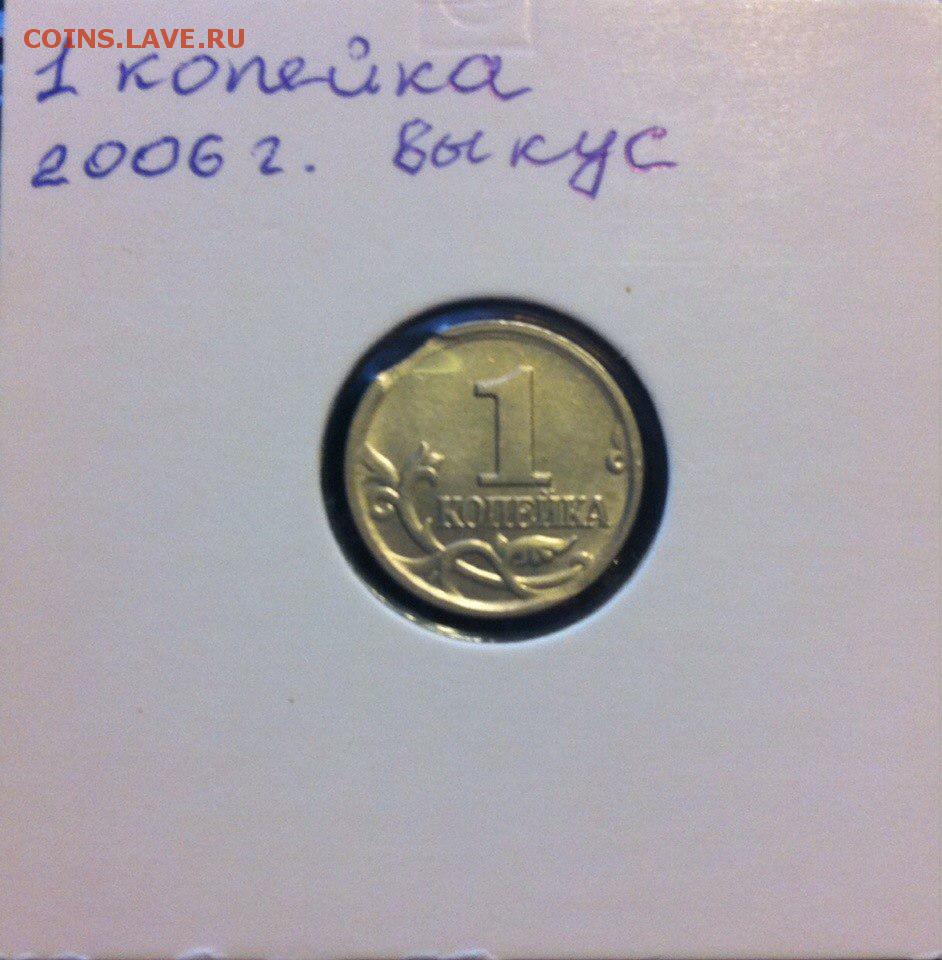 COINS.LAVE.RU
1 копейка
2006 г. выкус
1
КОПЕЙКА